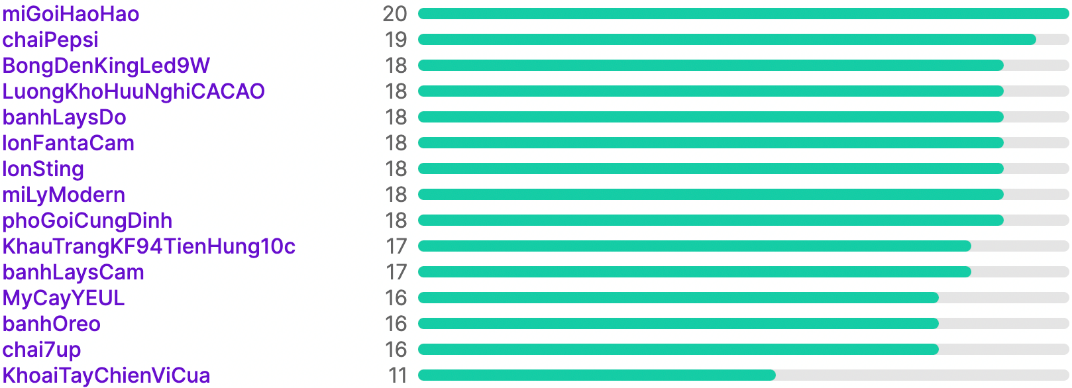 miGoiHaoHao 20
chaiPepsi 19
BongDenKingLed9W 18
LuongKhoHuuNghiCACAO 18
banhLaysDo 18
lonFantaCam 18
lonSting 18
miLyModern 18
phoGoiCungDinh 18
KhauTrangKF94TienHung10c 17
banhLaysCam 17
MyCayYEUL 16
banhOreo 16
chai7up 16
KhoaiTayChienViCua 11